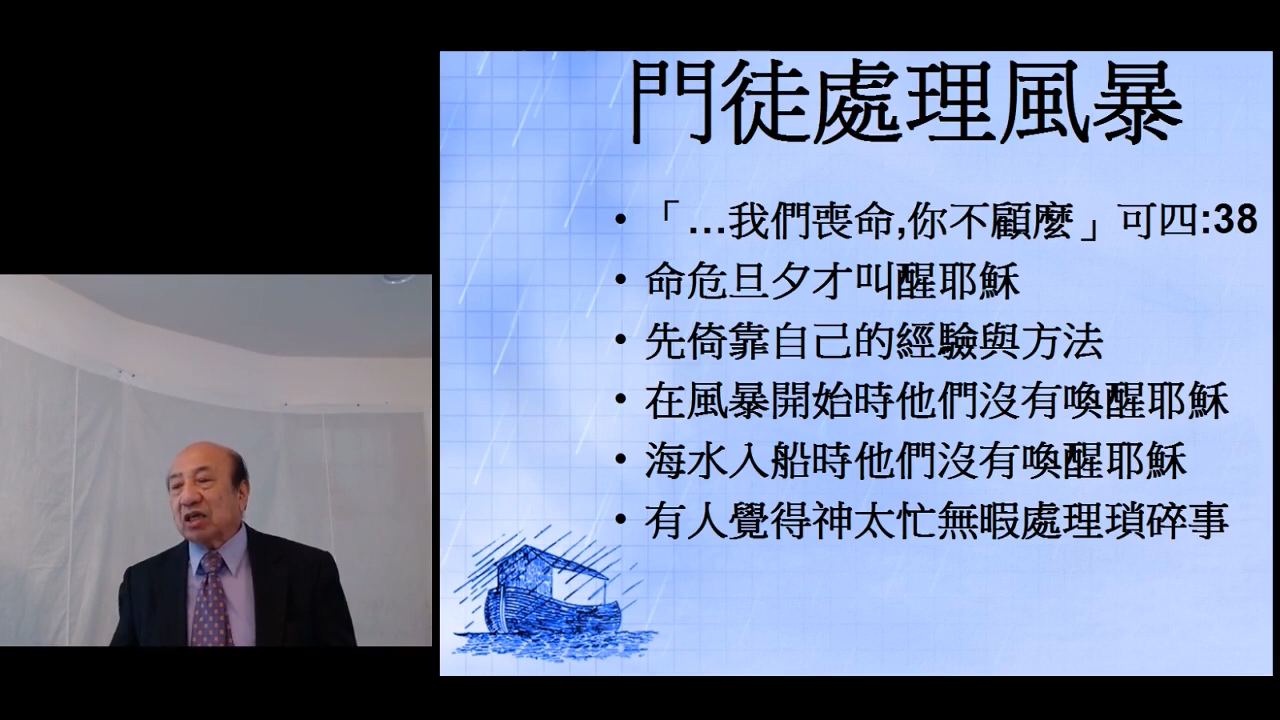 門徒處理風暴
• 「…我們喪命,你不顧麼」可四:38
• 命危旦夕才叫醒耶穌
• 先倚靠自己的經驗與方法
• 在風暴開始時他們沒有喚醒耶穌
• 海水入船時他們沒有喚醒耶穌
• 有人覺得神太忙無暇處理瑣碎事